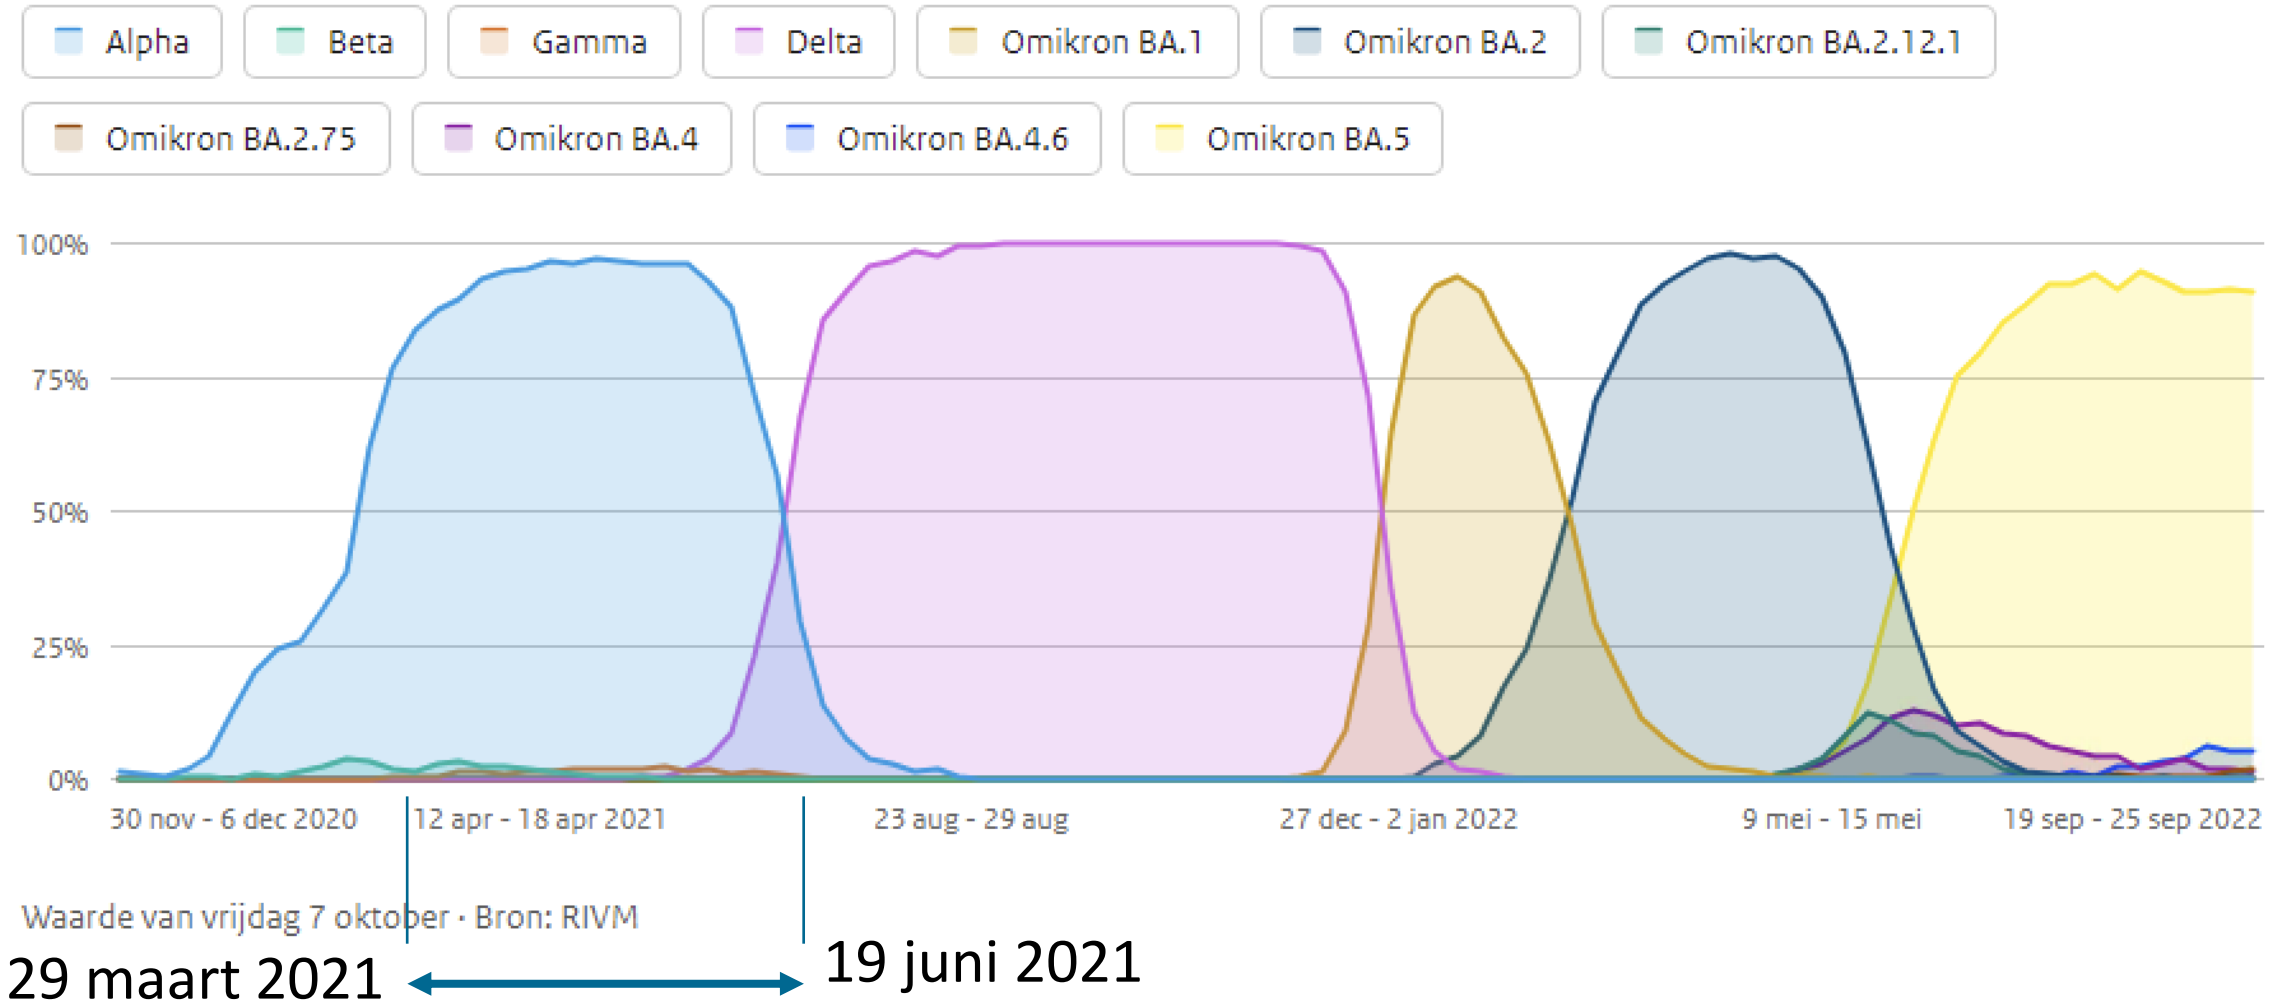 Alpha Beta Gamma Delta Omikron BA.1 Omikron BA.2 Omikron BA.2.12.1
Omikron BA.2.75 Omikron BA.4 Omikron BA.4.6 Omikron BA.5
100%
75%
50%
25%
0%
30 nov - 6 dec 2020 12 apr - 18 apr 2021 23 aug - 29 aug 27 dec - 2 jan 2022 9 mei - 15 mei 19 sep - 25 sep 2022
Waarde van vrijdag 7 oktober · Bron: RIVM
29 maart 2021 19 juni 2021